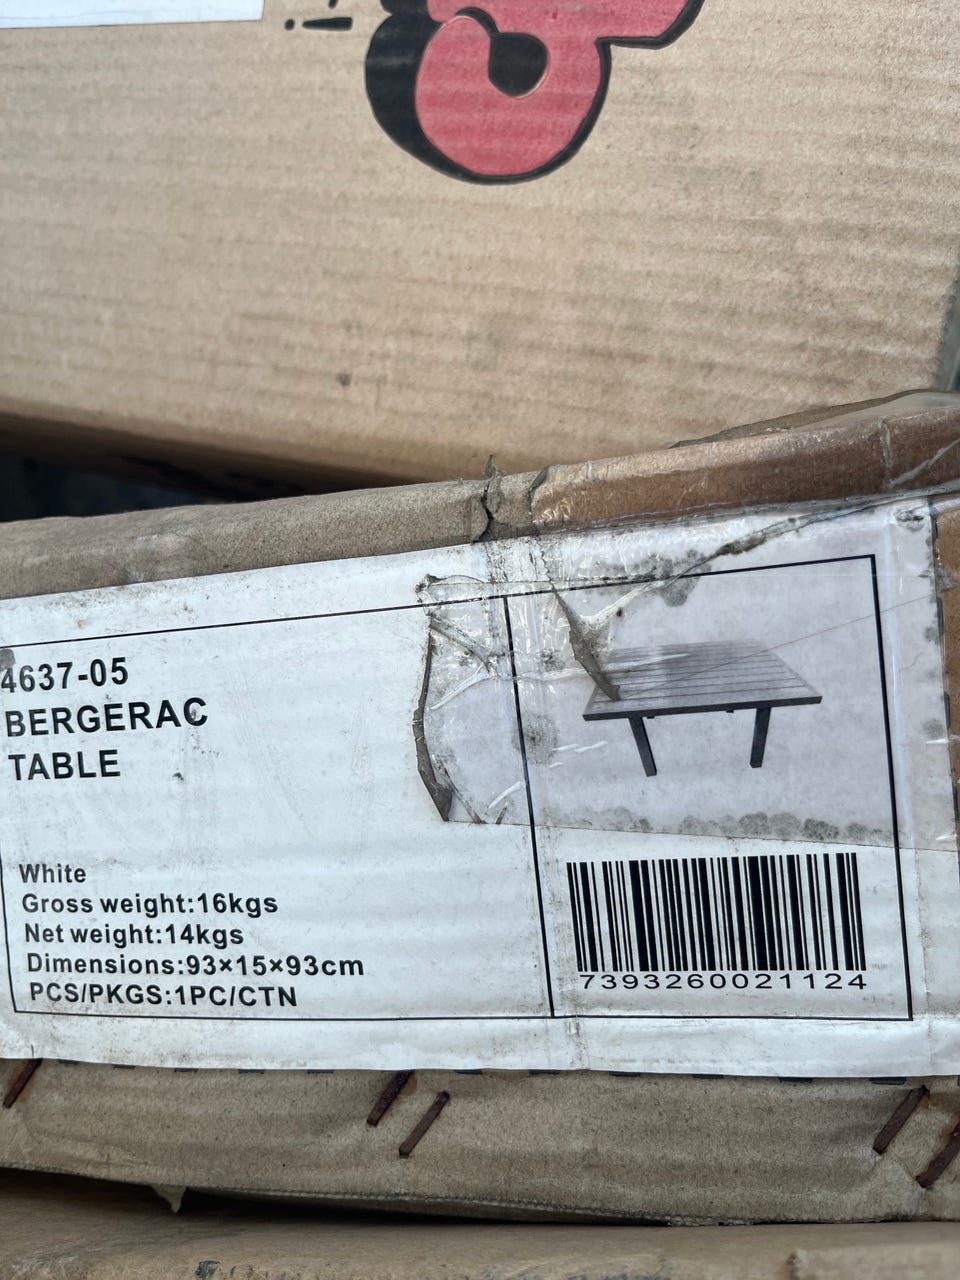 4637-05
BERGERAC
TABLE
White
Gross weight:16kgs
Net weight:14kgs
Dimensions:93×15×93cm
PCS/PKGS:1PC/CTN
7393260021124